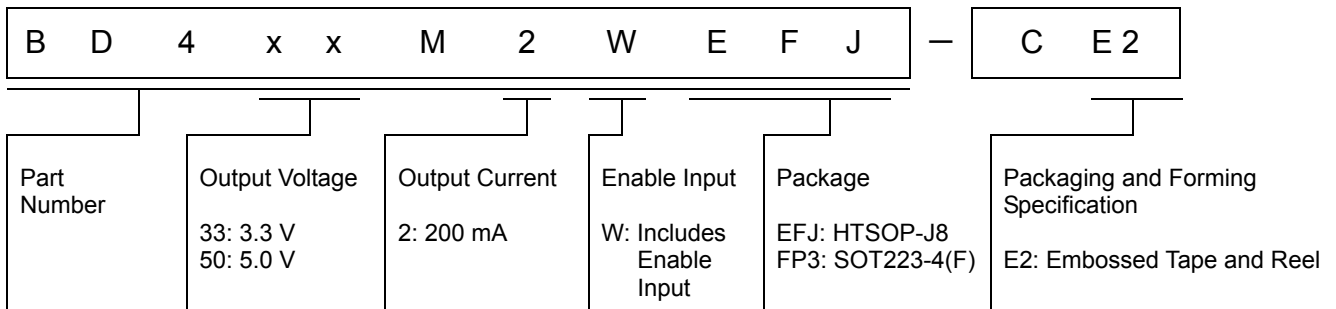 B D 4 x x M 2 W E F J – C E 2
Part
Number
Output Voltage
33: 3.3 V
50: 5.0 V
Output Current
2: 200 mA
Enable Input
W: Includes
Enable
Input
Package
EFJ: HTSOP-J8
FP3: SOT223-4(F)
Packaging and Forming
Specification
E2: Embossed Tape and Reel